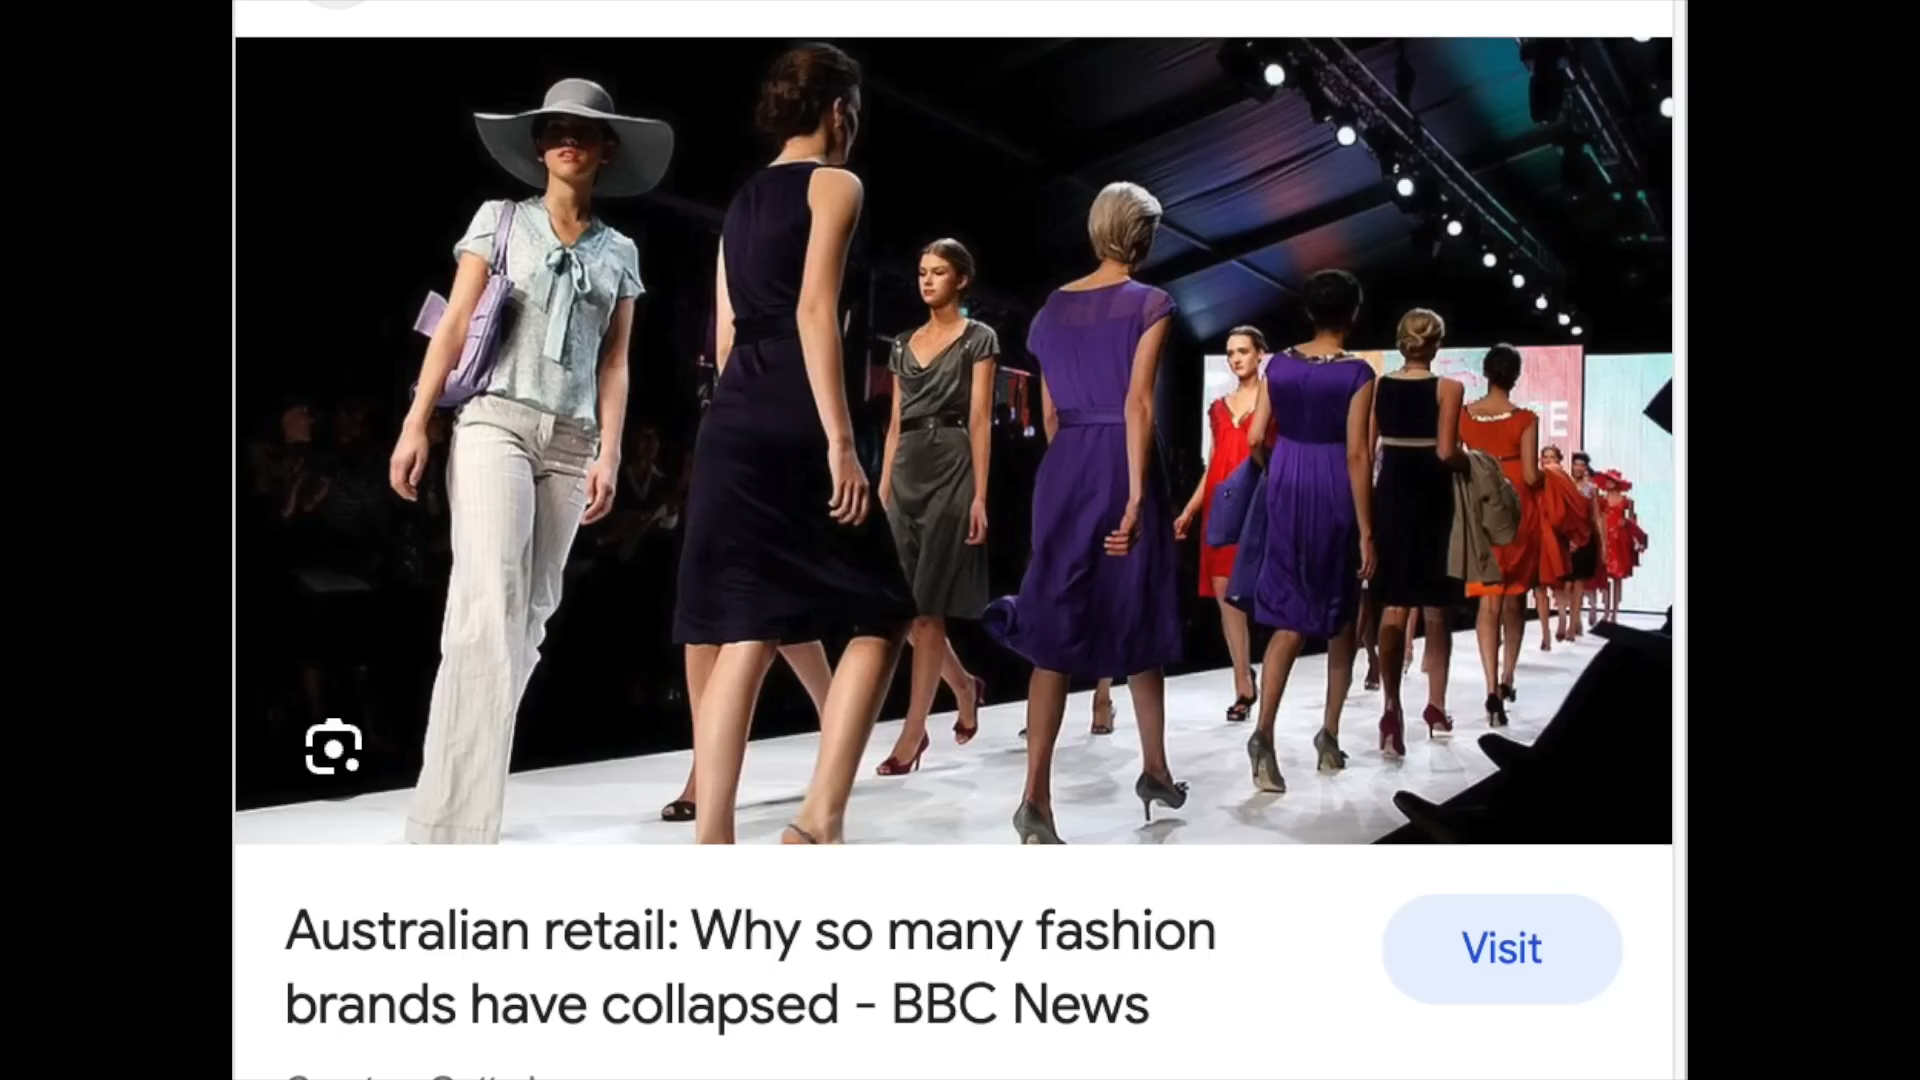 Australian retail: Why so many fashion
Visit
brands have collapsed - BBC News